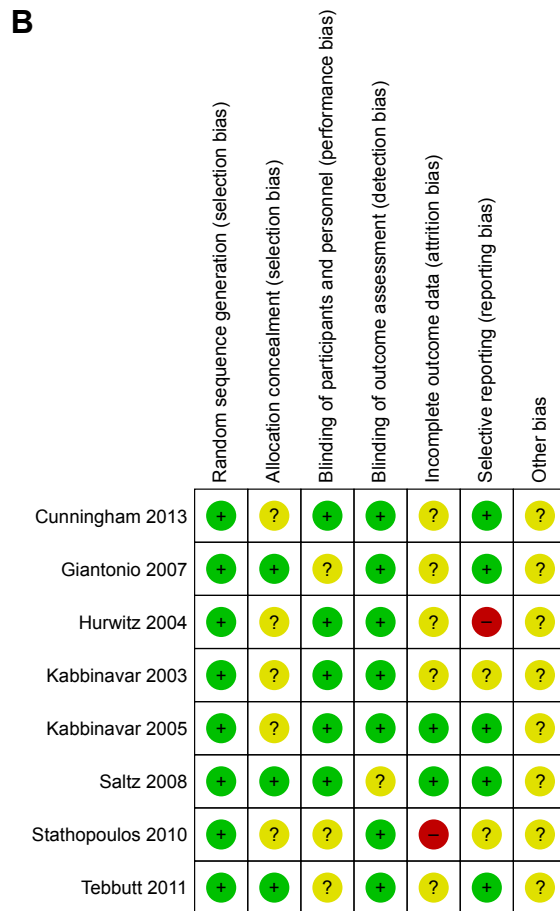 B
Random sequence generation (selection bias)
Allocation concealment (selection bias)
Blinding of participants and personnel (performance bias)
Blinding of outcome assessment (detection bias)
Incomplete outcome data (attrition bias)
Selective reporting (reporting bias)
Other bias
Cunningham 2013 + ? + + ? + ?
Giantonio 2007 + + ? + ? + ?
Hurwitz 2004 + ? + + ? − ?
Kabbinavar 2003 + ? + + ? ? ?
Kabbinavar 2005 + ? + + + + ?
Saltz 2008 + + + ? + + ?
Stathopoulos 2010 + ? ? + − ? ?
Tebbutt 2011 + + ? + ? + ?